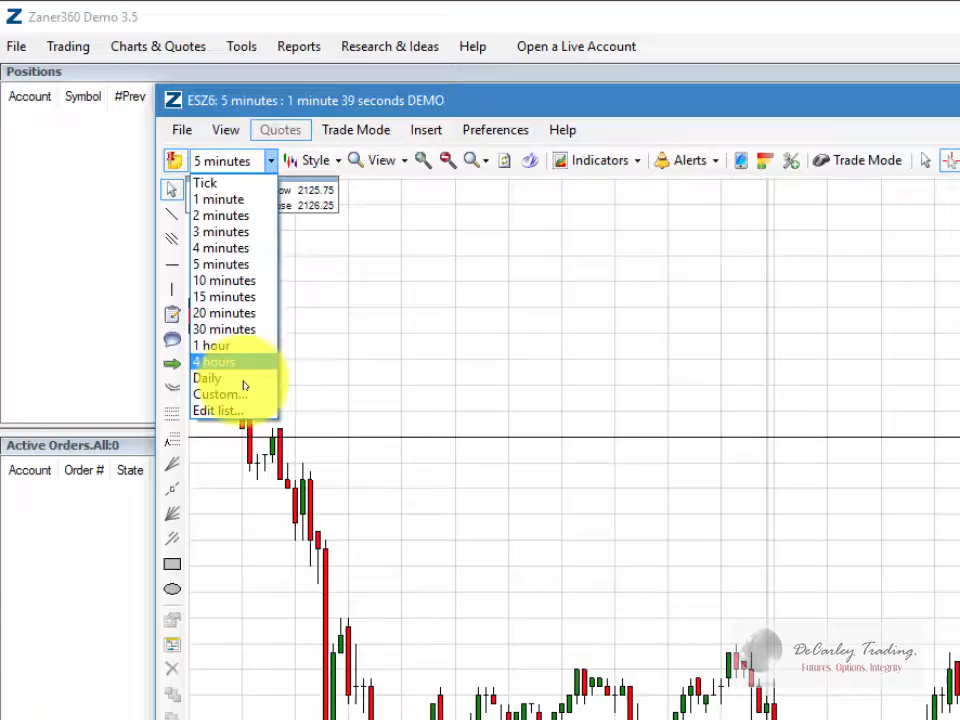 Zaner360 Demo 3.5
File Trading Charts & Quotes Tools Reports Research & Ideas Help Open a Live Account
Positions
Account Symbol #Prev
ESZ6: 5 minutes : 1 minute 39 seconds DEMO
File View Quotes Trade Mode Insert Preferences Help
5 minutes Style View Indicators Alerts Trade Mode
Tick
ow 2125.75
1 minute
se 2126.25
2 minutes
3 minutes
4 minutes
5 minutes
10 minutes
15 minutes
20 minutes
30 minutes
1 hour
4 hours
Daily
Custom...
Edit list...
Active Orders.All:0
Account Order # State
DeCarley Trading.
Futures. Options. Integrity